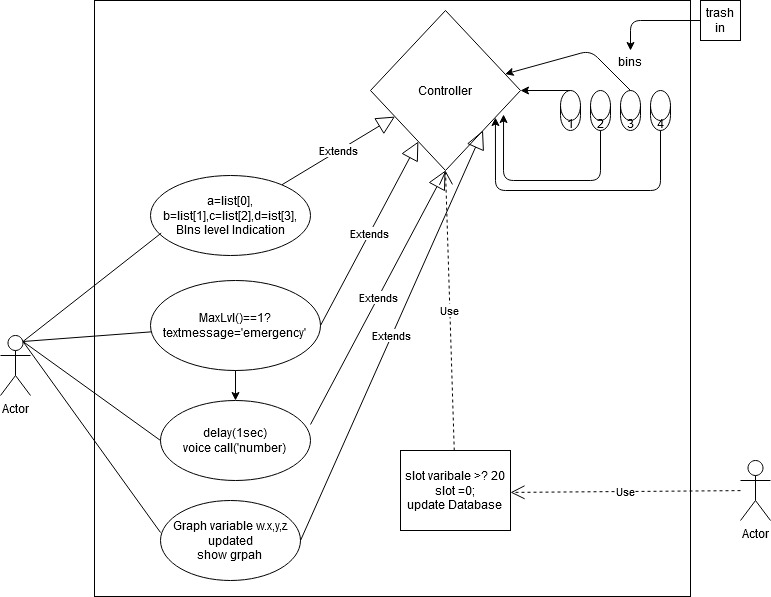 trash
in
bins
Controller
1
2
3
4
Extends
a=list[0],
b=list[1],c=list[2],d=ist[3],
BIns level Indication
Extends
MaxLvl()==1?
textmessage='emergency'
Extends
Use
Extends
Actor
delay(1sec)
voice call('number)
slot varibale >? 20
slot =0;
update Database
Use
Actor
Graph variable w.x,y,z
updated
show grpah